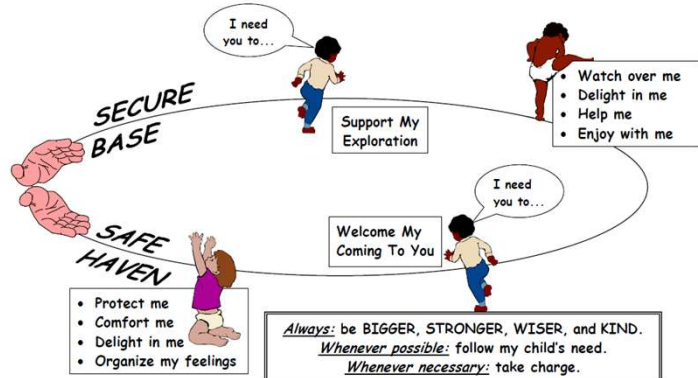 I need
you to...
SECURE
BASE
Support My
Exploration
• Watch over me
• Delight in me
• Help me
• Enjoy with me
I need
you to...
Welcome My
Coming To You
SAFE
HAVEN
• Protect me
• Comfort me
• Delight in me
• Organize my feelings
Always: be BIGGER, STRONGER, WISER, and KIND.
Whenever possible: follow my child's need.
Whenever necessary: take charge.